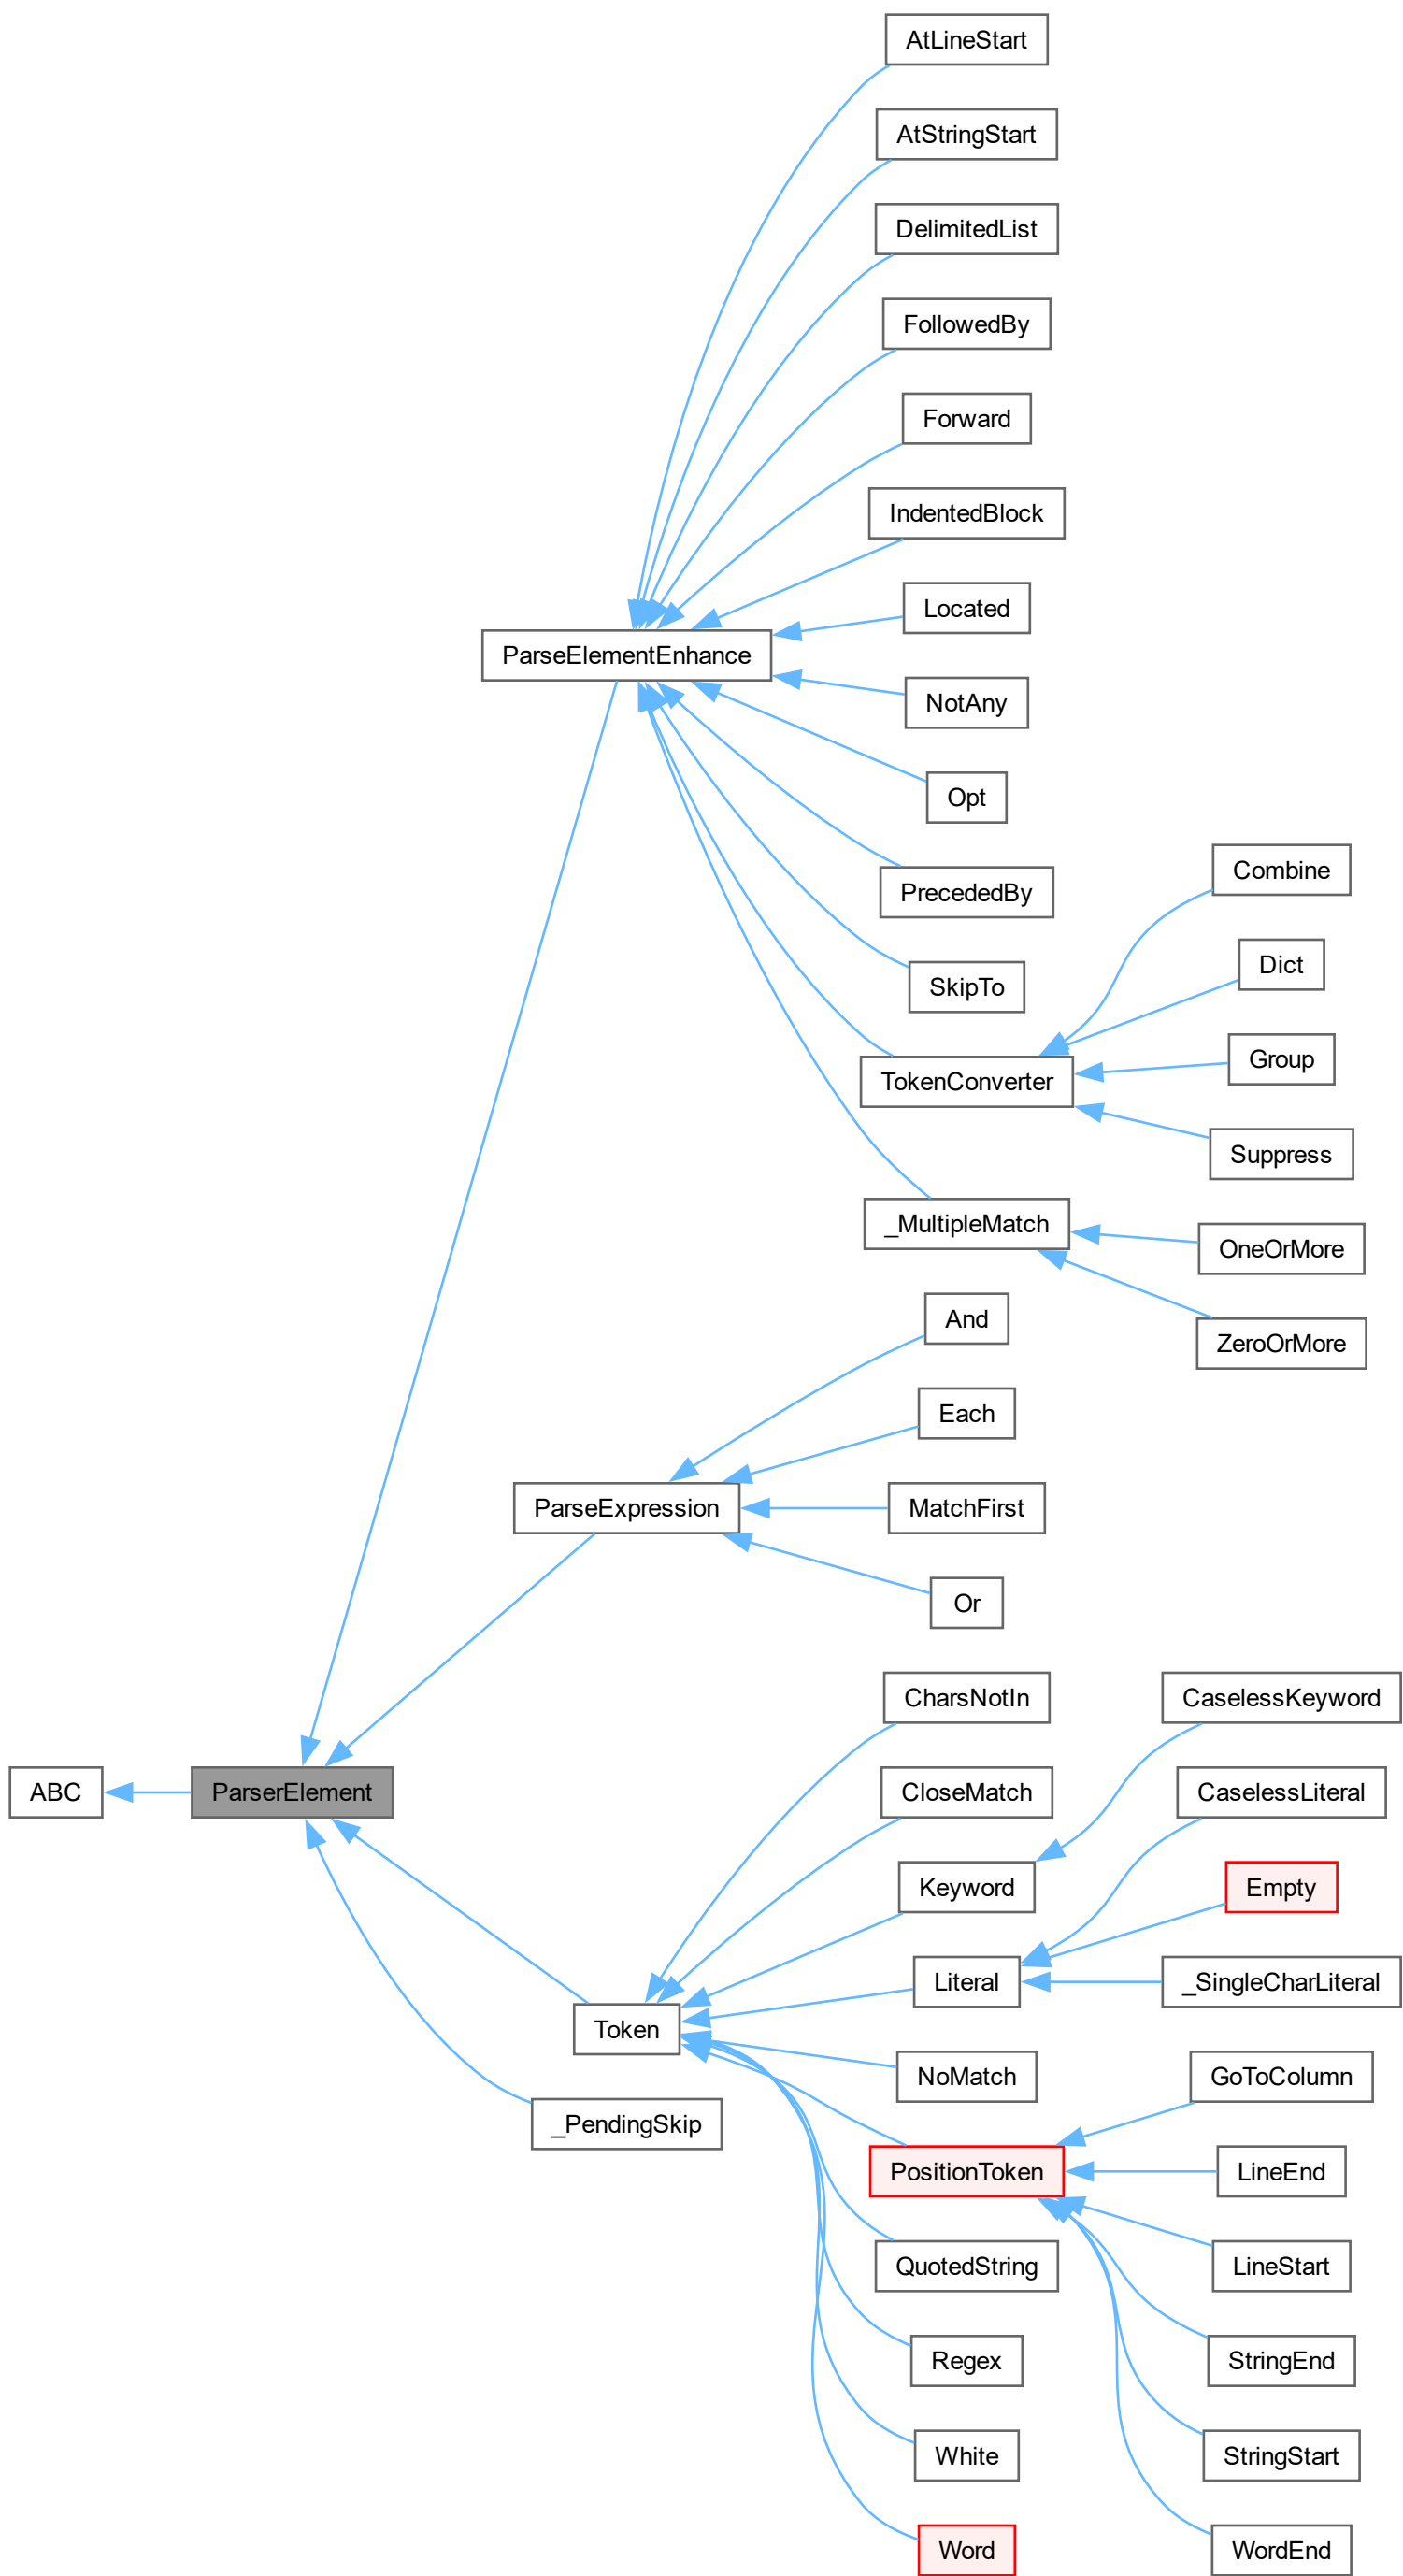 AtLineStart
AtStringStart
DelimitedList
FollowedBy
Forward
IndentedBlock
Located
ParseElementEnhance
NotAny
Opt
Combine
PrecededBy
Dict
SkipTo
Group
TokenConverter
Suppress
_MultipleMatch
OneOrMore
And
ZeroOrMore
Each
ParseExpression
MatchFirst
Or
CharsNotIn
CaselessKeyword
ABC
ParserElement
CloseMatch
CaselessLiteral
Keyword
Empty
Literal
_SingleCharLiteral
Token
NoMatch
GoToColumn
_PendingSkip
PositionToken
LineEnd
QuotedString
LineStart
Regex
StringEnd
White
StringStart
Word
WordEnd